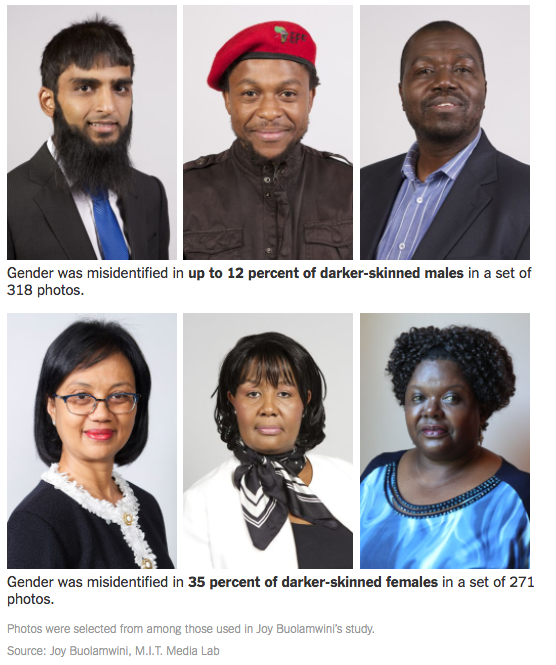 Gender was misidentified in up to 12 percent of darker-skinned males in a set of
318 photos.
Gender was misidentified in 35 percent of darker-skinned females in a set of 271
photos.
Photos were selected from among those used in Joy Buolamwini's study.
Source: Joy Buolamwini, M.I.T. Media Lab